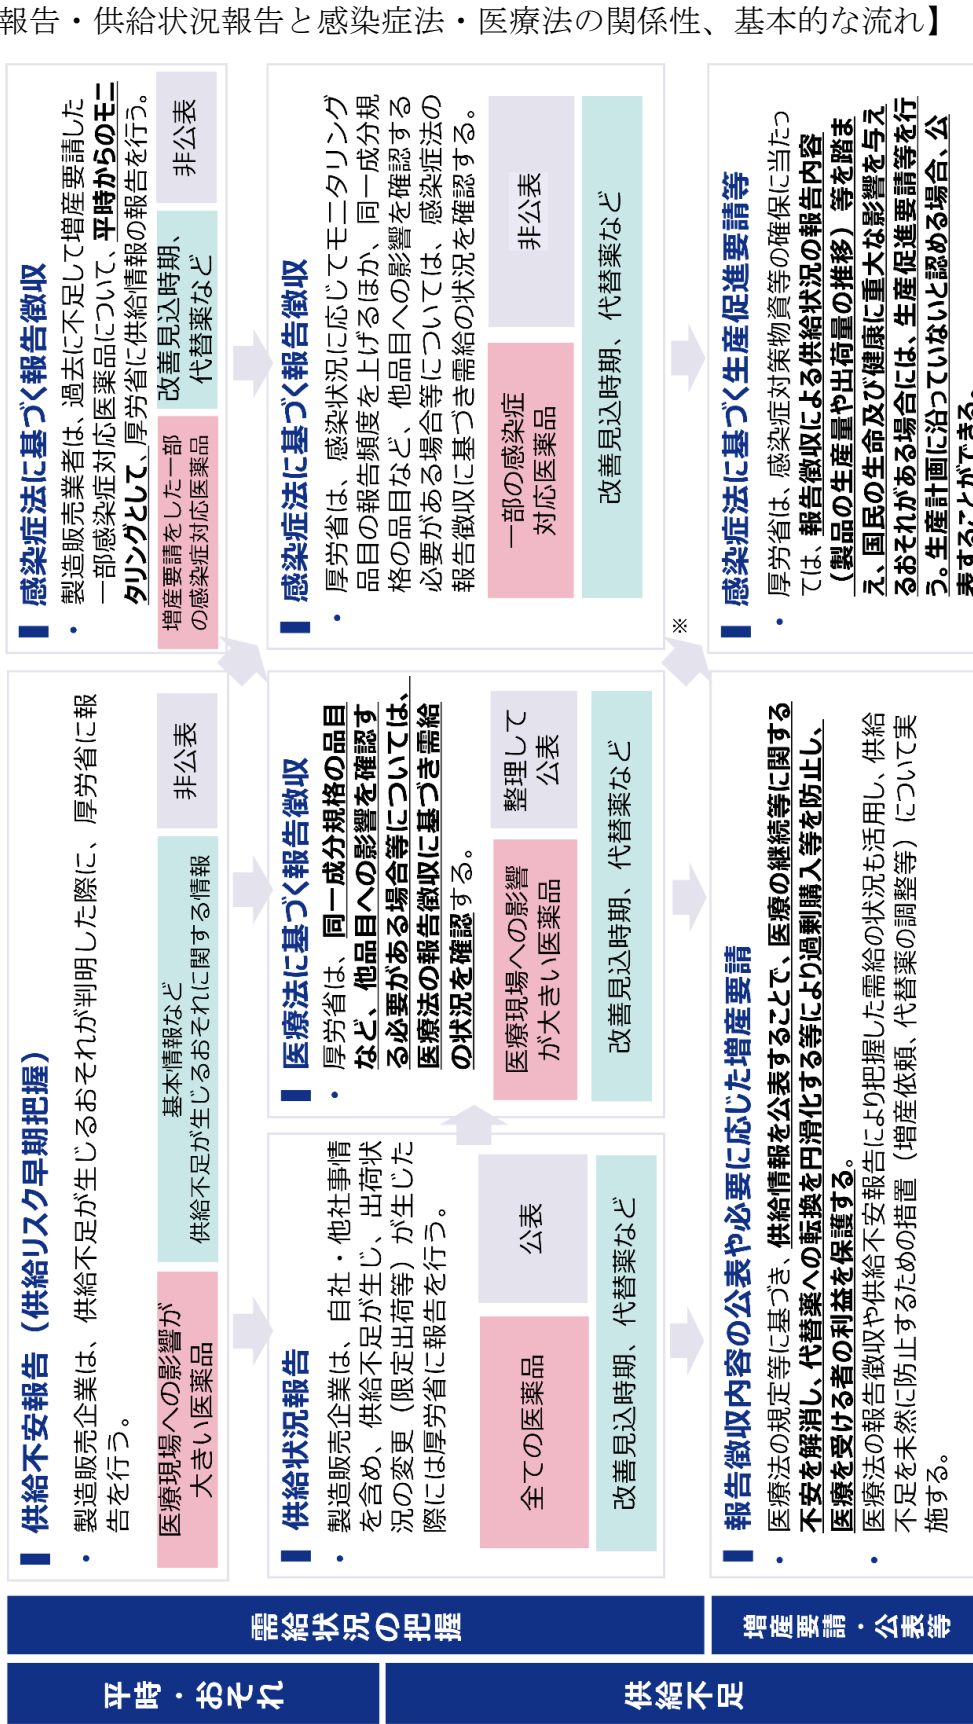 報告・供給状況報告と感染症法・医療法の関係性、基本的な流れ】
平時・おそれ
供給不足
需給状況の把握
増産要請・公表等
供給不安報告（供給リスク早期把握）
・製造販売企業は、供給不足が生じるおそれが判明した際に、厚労省に報
告を行う。
医療現場への影響が
大きい医薬品
基本情報など
供給不足が生じるおそれに関する情報
非公表
感染症法に基づく報告徴収
・製造販売業者は、過去に不足して増産要請した
一部感染症対応医薬品について、平時からのモニ
タリングとして、厚労省に供給情報の報告を行う。
増産要請をした一部
の感染症対応医薬品
改善見込時期、
代替薬など
非公表
供給状況報告
・製造販売企業は、自社・他社事情
を含め、供給不足が生じ、出荷状
況の変更（限定出荷等）が生じた
際には厚労省に報告を行う。
全ての医薬品
公表
改善見込時期、代替薬など
医療法に基づく報告徴収
・厚労省は、同一成分規格の品目
など、他品目への影響を確認す
る必要がある場合等については、
医療法の報告徴収に基づき需給
の状況を確認する。
医療現場への影響
が大きい医薬品
整理して
公表
改善見込時期、代替薬など
感染症法に基づく報告徴収
・厚労省は、感染状況に応じてモニタリング
品目の報告頻度を上げるほか、同一成分規
格の品目など、他品目への影響を確認する
必要がある場合等については、感染症法の
報告徴収に基づき需給の状況を確認する。
一部の感染症
対応医薬品
非公表
改善見込時期、代替薬など
※
報告徴収内容の公表や必要に応じた増産要請
・医療法の規定等に基づき、供給情報を公表することで、医療の継続等に関する
不安を解消し、代替薬への転換を円滑化する等により過剰購入等を防止し、
医療を受ける者の利益を保護する。
・医療法の報告徴収や供給不安報告により把握した需給の状況も活用し、供給
不足を未然に防止するための措置（増産依頼、代替薬の調整等）について実
施する。
感染症法に基づく生産促進要請等
・厚労省は、感染症対策物資等の確保に当たっ
ては、報告徴収による供給状況の報告内容
（製品の生産量や出荷量の推移）等を踏ま
え、国民の生命及び健康に重大な影響を与え
るおそれがある場合には、生産促進要請等を行
う。生産計画に沿っていないと認める場合、公
表することができる。